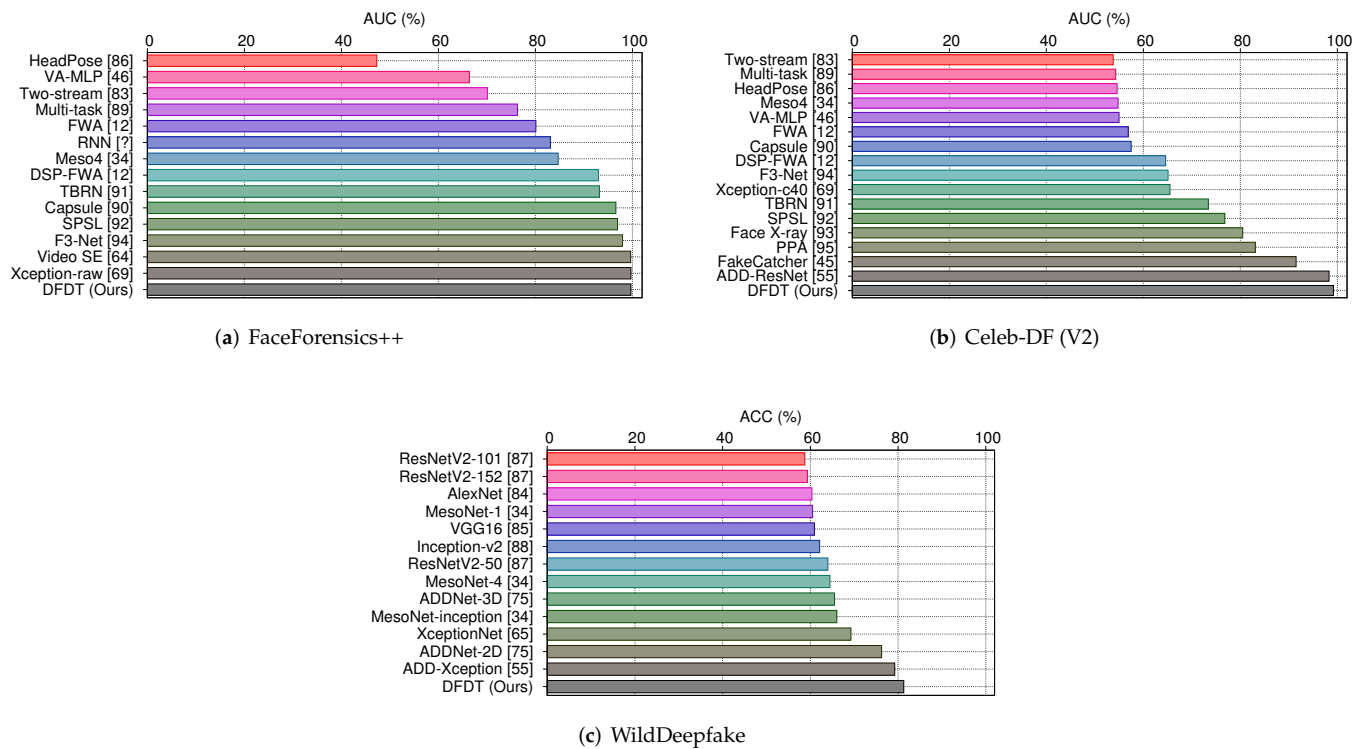 AUC (%)
0 20 40 60 80 100
HeadPose [86]
VA-MLP [46]
Two-stream [83]
Multi-task [89]
FWA [12]
RNN [?]
Meso4 [34]
DSP-FWA [12]
TBRN [91]
Capsule [90]
SPSL [92]
F3-Net [94]
Video SE [64]
Xception-raw [69]
DFDT (Ours)
(a) FaceForensics++
AUC (%)
0 20 40 60 80 100
Two-stream [83]
Multi-task [89]
HeadPose [86]
Meso4 [34]
VA-MLP [46]
FWA [12]
Capsule [90]
DSP-FWA [12]
F3-Net [94]
Xception-c40 [69]
TBRN [91]
SPSL [92]
Face X-ray [93]
PPA [95]
FakeCatcher [45]
ADD-ResNet [55]
DFDT (Ours)
(b) Celeb-DF (V2)
ACC (%)
0 20 40 60 80 100
ResNetV2-101 [87]
ResNetV2-152 [87]
AlexNet [84]
MesoNet-1 [34]
VGG16 [85]
Inception-v2 [88]
ResNetV2-50 [87]
MesoNet-4 [34]
ADDNet-3D [75]
MesoNet-inception [34]
XceptionNet [65]
ADDNet-2D [75]
ADD-Xception [55]
DFDT (Ours)
(c) WildDeepfake